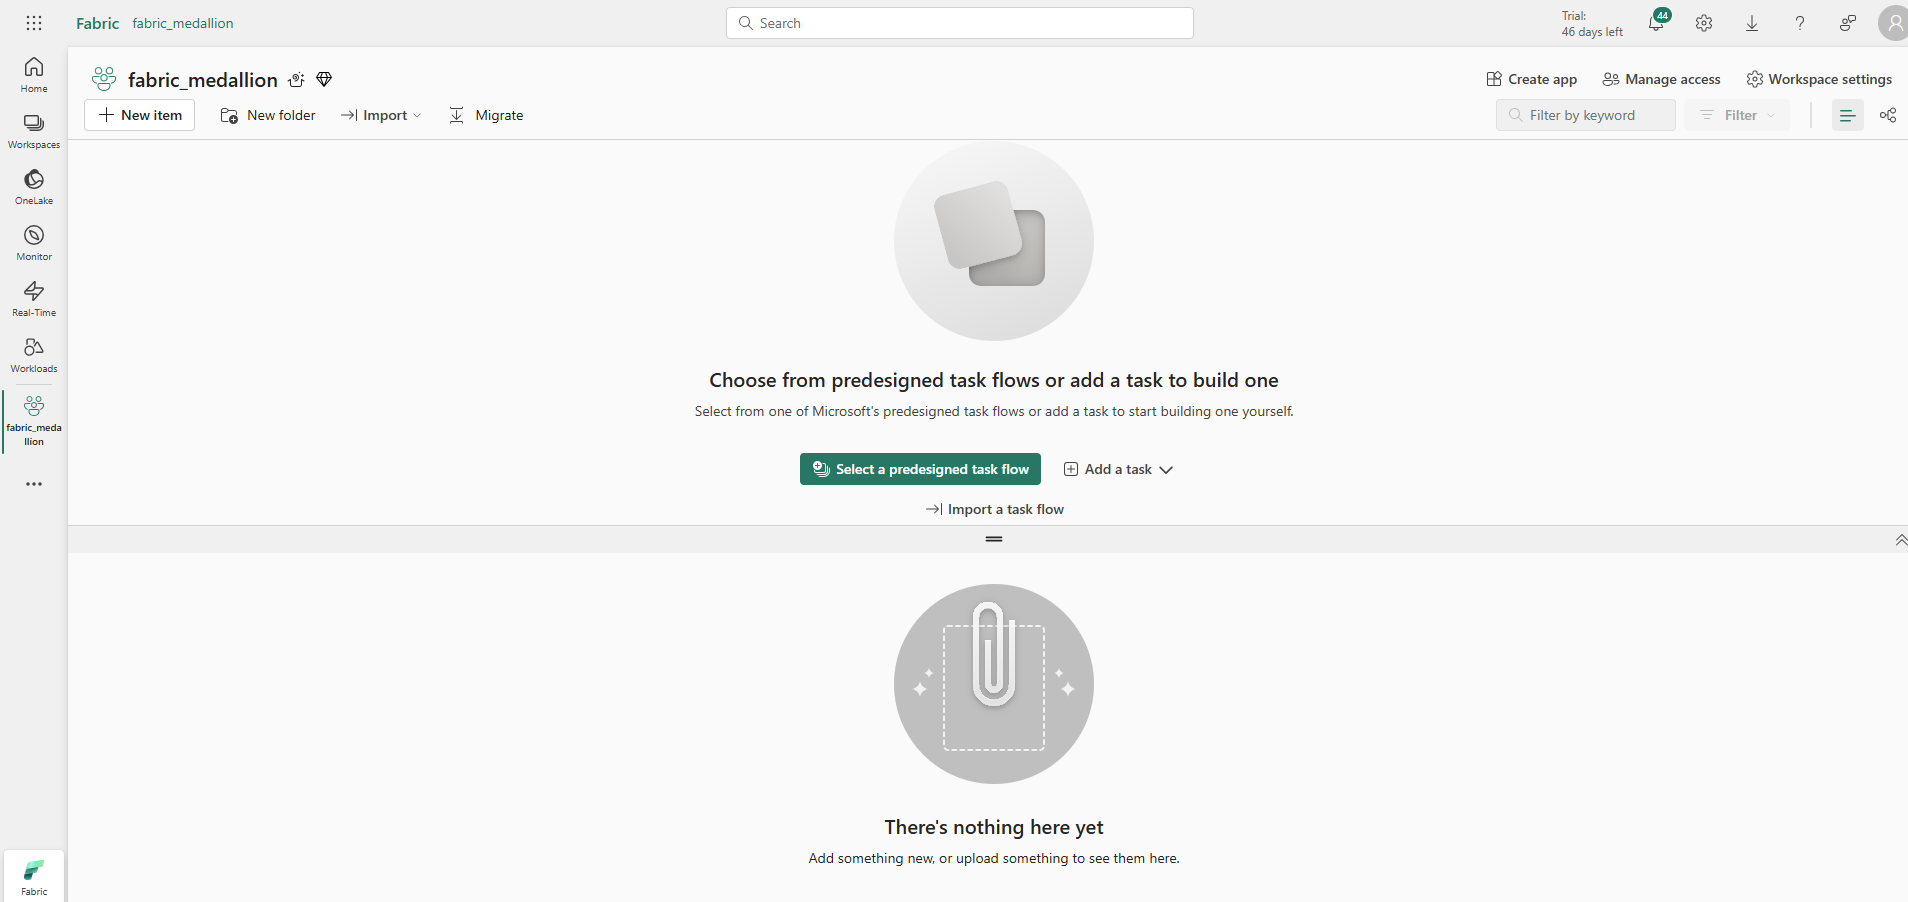 Fabric fabric_medallion Search Trial:
46 days left 44
Home
Workspaces
OneLake
Monitor
Real-Time
Workloads
fabric_meda
llion
Fabric
fabric_medallion Create app Manage access Workspace settings
New item New folder Import Migrate Filter by keyword Filter
Choose from predesigned task flows or add a task to build one
Select from one of Microsoft's predesigned task flows or add a task to start building one yourself.
Select a predesigned task flow Add a task
Import a task flow
There's nothing here yet
Add something new, or upload something to see them here.